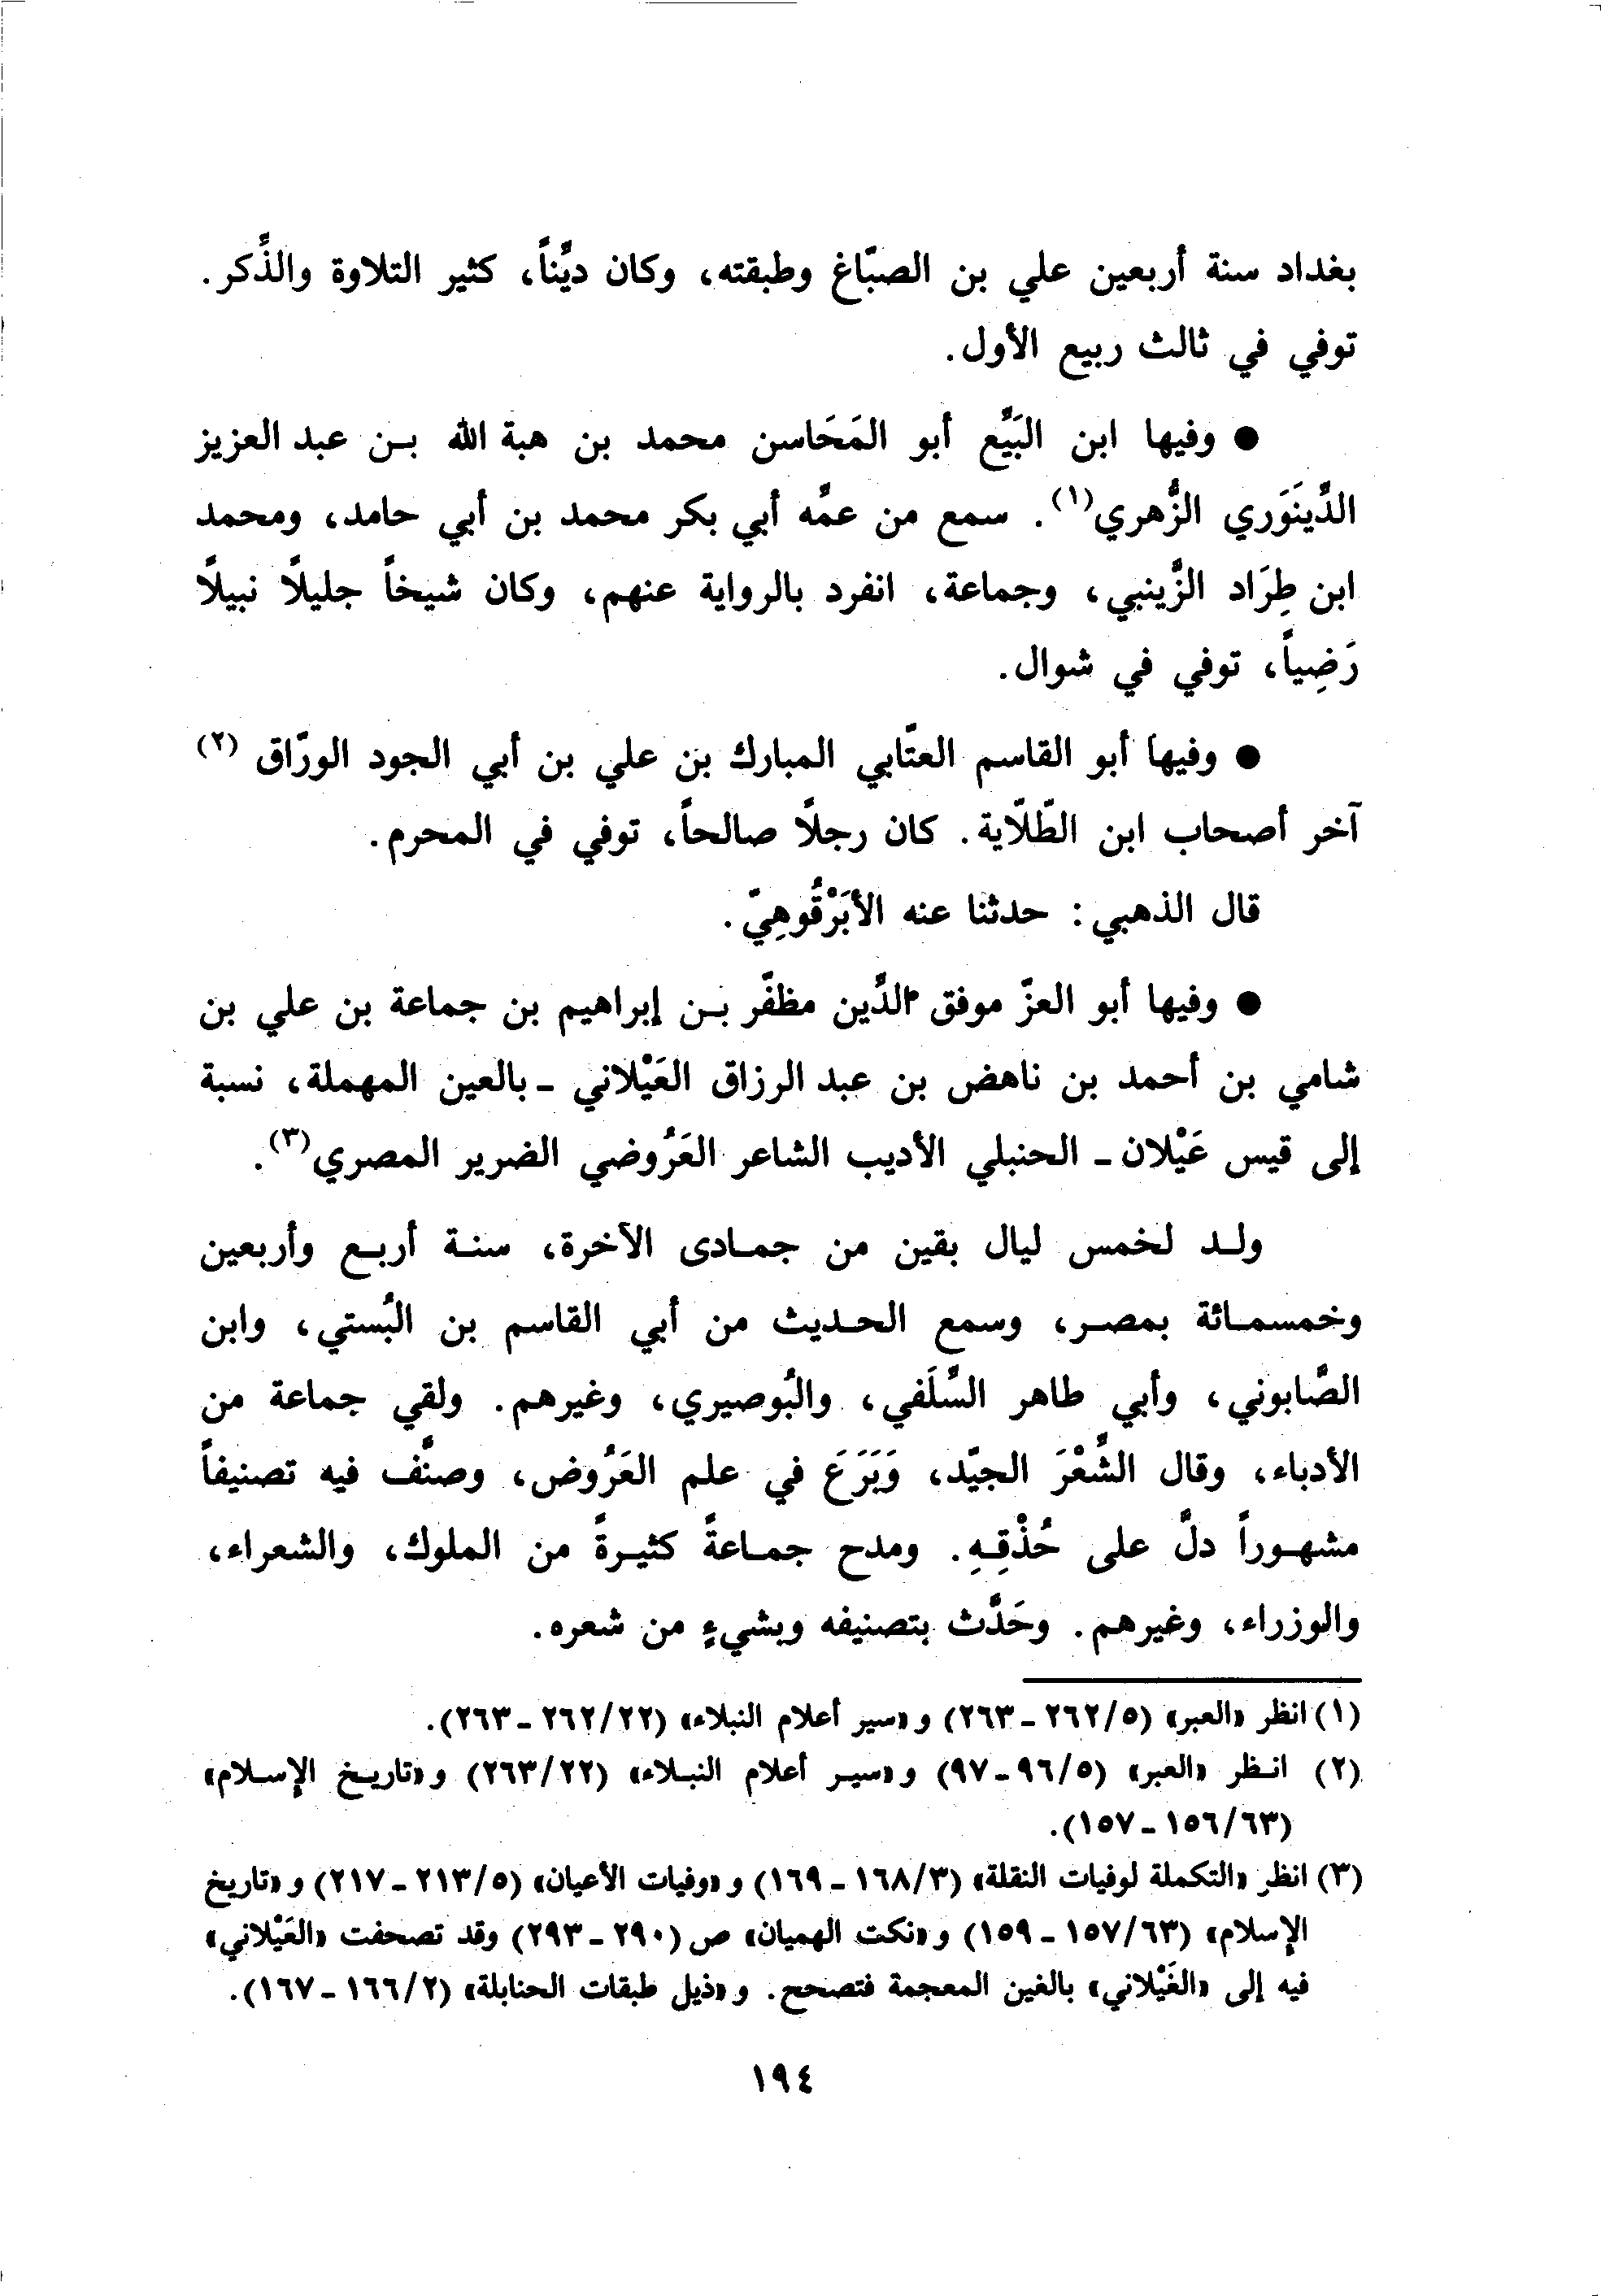 بغداد سنة أربعين علي بن الصبّاغ وطبقته، وكان ديِّناً، كثير التلاوة والذِّكر.
توفي في ثالث ربيع الأول.
● وفيها ابن البَيِّع أبو المَحَاسن محمد بن هبة الله بن عبد العزيز
الدِّينَوَري الزُّهري(١). سمع من عمِّه أبي بكر محمد بن أبي حامد، ومحمد
ابن طِرَاد الزَّينبي، وجماعة، انفرد بالرواية عنهم، وكان شيخاً جليلاً نبيلاً
رَضِياً، توفي في شوال.
● وفيها أبو القاسم العتّابي المبارك بن علي بن أبي الجود الورّاق (٢)
آخر أصحاب ابن الطّلّاية. كان رجلاً صالحاً، توفي في المحرم.
قال الذهبي: حدثنا عنه الأبَرْقُوهِيّ.
● وفيها أبو العزّ موفق الدِّين مظفّر بن إبراهيم بن جماعة بن علي بن
شامي بن أحمد بن ناهض بن عبد الرزاق العَيْلاني - بالعين المهملة، نسبة
إلى قيس عَيْلان - الحنبلي الأديب الشاعر العَرُوضي الضرير المصري(٣).
ولد لخمس ليال بقين من جمادى الآخرة، سنة أربع وأربعين
وخمسمائة بمصر، وسمع الحديث من أبي القاسم بن البُستي، وابن
الصَّابوني، وأبي طاهر السِّلَفي، والبُوصيري، وغيرهم. ولقي جماعة من
الأدباء، وقال الشِّعْرَ الجيّد، وَبَرَعَ في علم العَرُوض، وصنَّف فيه تصنيفاً
مشهوراً دلَّ على حُذْقِهِ. ومدح جماعةً كثيرةً من الملوك، والشعراء،
والوزراء، وغيرهم. وحَدَّث بتصنيفه وبشيءٍ من شعره.
(١) انظر «العبر» (٥/٢٦٢ - ٢٦٣) و«سير أعلام النبلاء» (٢٢/٢٦٢ - ٢٦٣).
(٢) انظر «العبر» (٥/٩٦ - ٩٧) و«سير أعلام النبلاء» (٢٢/٢٦٣) و«تاريخ الإسلام»
(٦٣/١٥٦ - ١٥٧).
(٣) انظر «التكملة لوفيات النقلة» (٣/١٦٨ - ١٦٩) و«وفيات الأعيان» (٥/٢١٣ - ٢١٧) و«تاريخ
الإسلام» (٦٣/١٥٧ - ١٥٩) و«نكت الهميان» ص (٢٩٠ - ٢٩٣) وقد تصحفت «العَيْلاني»
فيه إلى «الغَيْلاني» بالغين المعجمة فتصحح. و«ذيل طبقات الحنابلة» (٢/١٦٦ - ١٦٧).
١٩٤